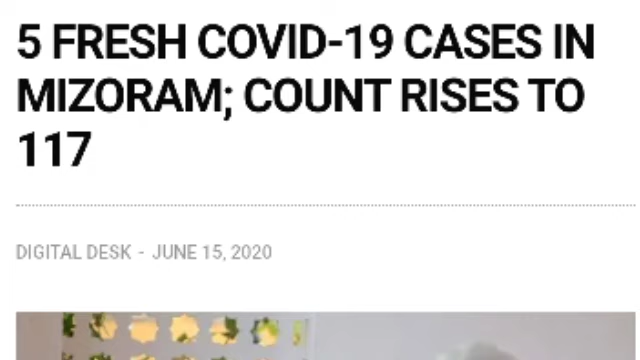 5 FRESH COVID-19 CASES IN
MIZORAM; COUNT RISES TO
117
DIGITAL DESK - JUNE 15, 2020